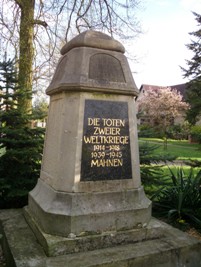 DIE TOTEN
ZWEIER
WELTKRIEGE
1914-1918
1939-1945
MAHNEN